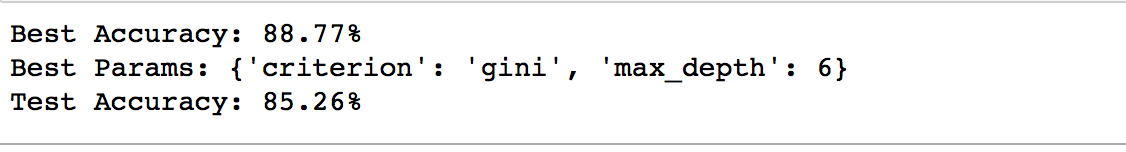 Best Accuracy: 88.77%
Best Params: {'criterion': 'gini', 'max_depth': 6}
Test Accuracy: 85.26%